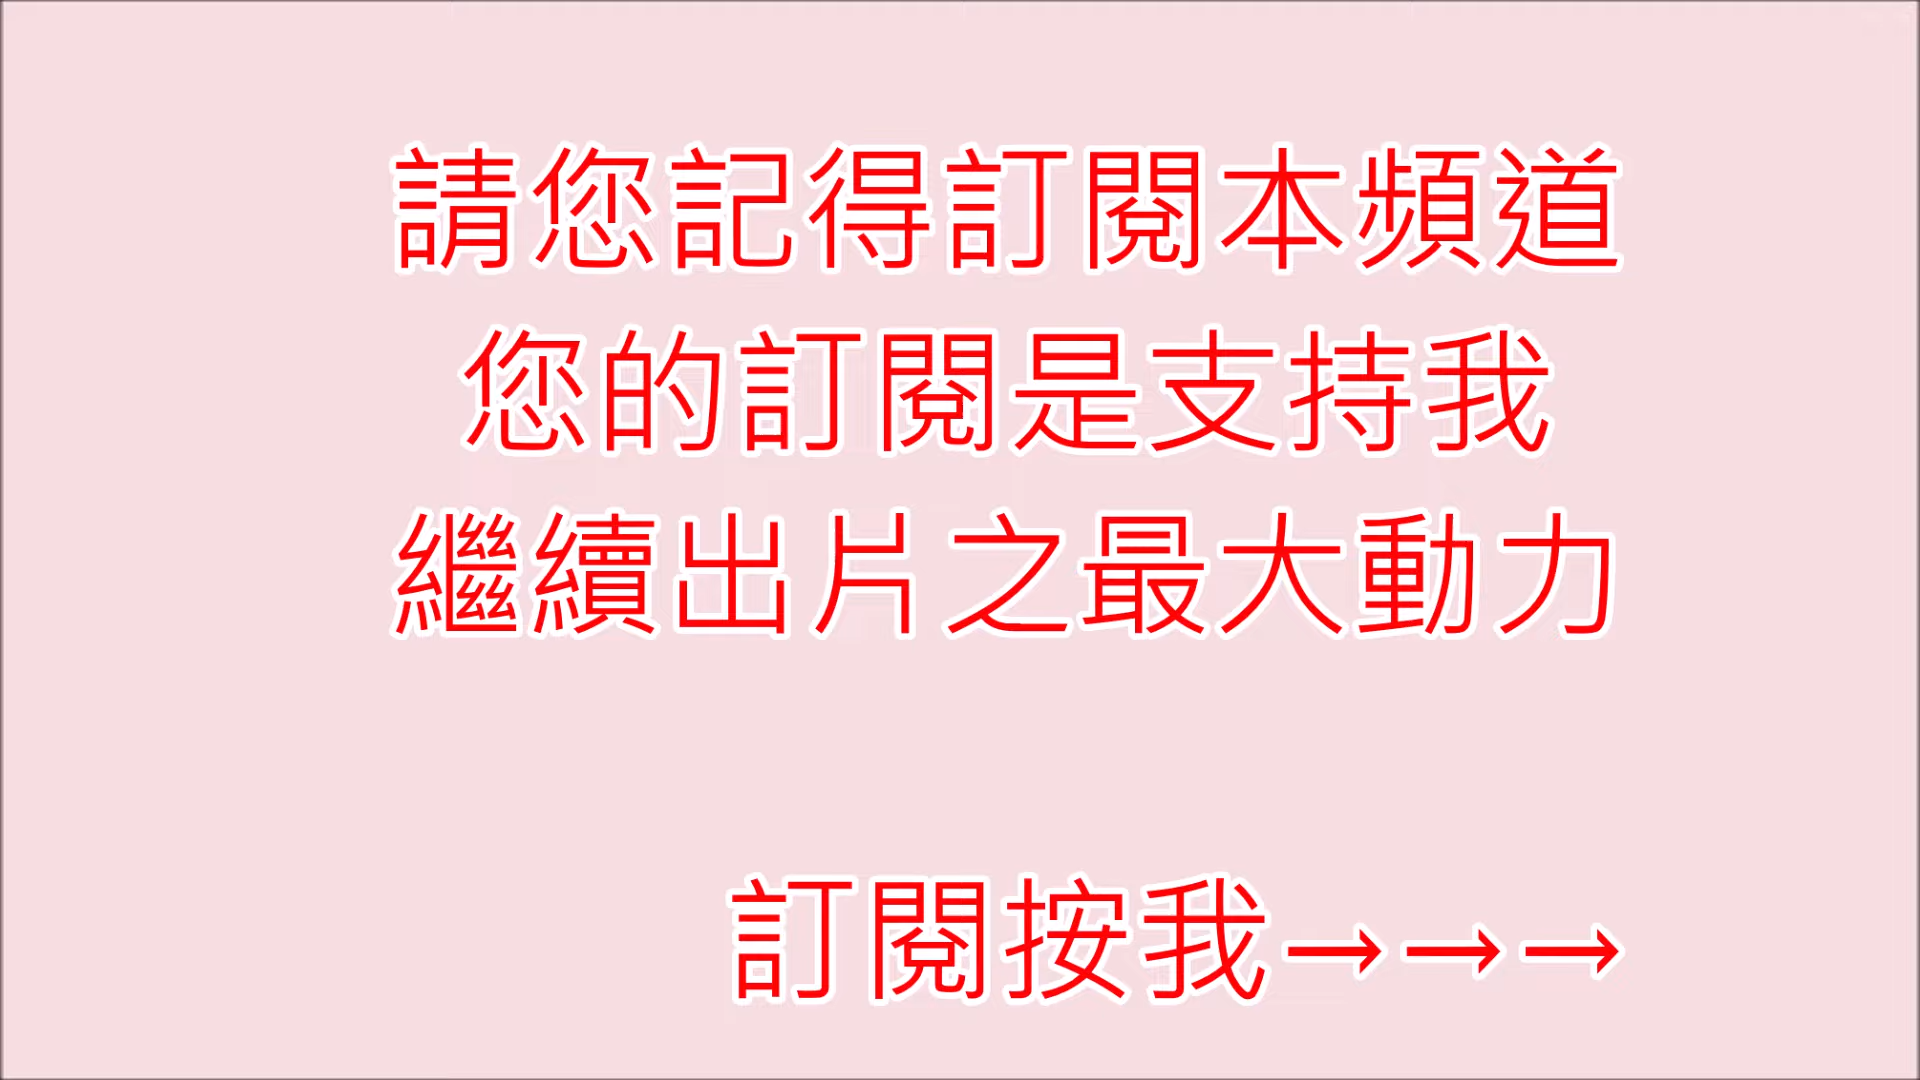 請您記得訂閱本頻道
您的訂閱是支持我
繼續出片之最大動力
訂閱按我→→→